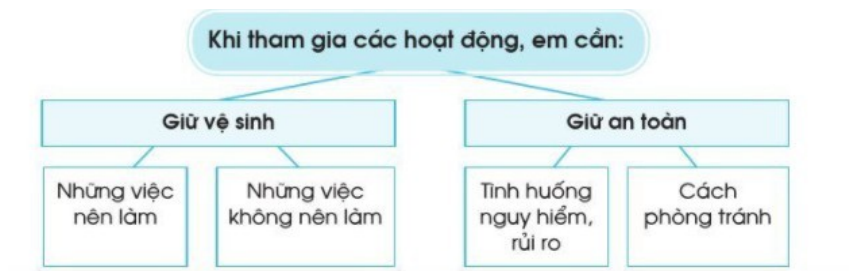 Khi tham gia các hoạt động, em cần:
Giữ vệ sinh
Giữ an toàn
Những việc
nên làm
Những việc
không nên làm
Tình huống
nguy hiểm,
rủi ro
Cách
phòng tránh